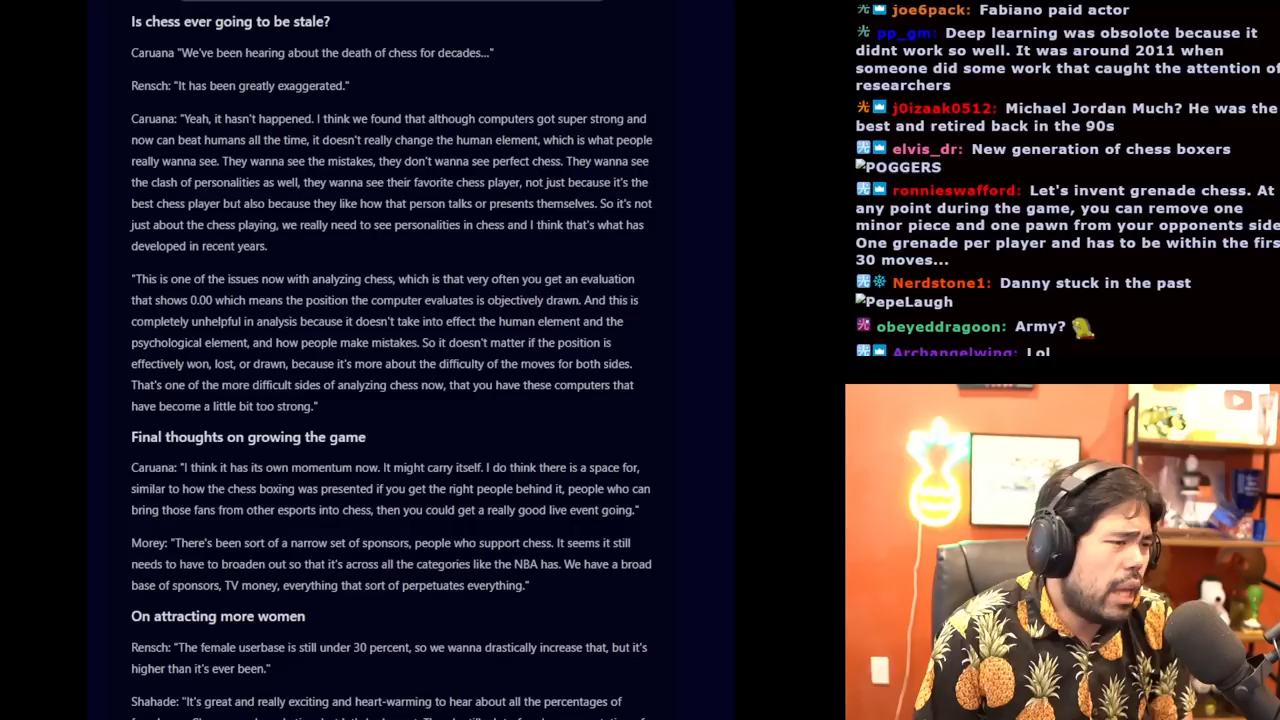 Is chess ever going to be stale?
Caruana "We've been hearing about the death of chess for decades..."
Rensch: "It has been greatly exaggerated."
Caruana: "Yeah, it hasn't happened. I think we found that although computers got super strong and
now can beat humans all the time, it doesn't really change the human element, which is what people
really wanna see. They wanna see the mistakes, they don't wanna see perfect chess. They wanna see
the clash of personalities as well, they wanna see their favorite chess player, not just because it's the
best chess player but also because they like how that person talks or presents themselves. So it's not
just about the chess playing, we really need to see personalities in chess and I think that's what has
developed in recent years.
"This is one of the issues now with analyzing chess, which is that very often you get an evaluation
that shows 0.00 which means the position the computer evaluates is objectively drawn. And this is
completely unhelpful in analysis because it doesn't take into effect the human element and the
psychological element, and how people make mistakes. So it doesn't matter if the position is
effectively won, lost, or drawn, because it's more about the difficulty of the moves for both sides.
That's one of the more difficult sides of analyzing chess now, that you have these computers that
have become a little bit too strong."
Final thoughts on growing the game
Caruana: "I think it has its own momentum now. It might carry itself. I do think there is a space for,
similar to how the chess boxing was presented if you get the right people behind it, people who can
bring those fans from other esports into chess, then you could get a really good live event going."
Morey: "There's been sort of a narrow set of sponsors, people who support chess. It seems it still
needs to have to broaden out so that it's across all the categories like the NBA has. We have a broad
base of sponsors, TV money, everything that sort of perpetuates everything."
On attracting more women
Rensch: "The female userbase is still under 30 percent, so we wanna drastically increase that, but it's
higher than it's ever been."
Shahade: "It's great and really exciting and heart-warming to hear about all the percentages of
joe6pack: Fabiano paid actor
pp_gm: Deep learning was obsolote because it
didnt work so well. It was around 2011 when
someone did some work that caught the attention of
researchers
j0izaak0512: Michael Jordan Much? He was the
best and retired back in the 90s
elvis_dr: New generation of chess boxers
POGGERS
ronnieswafford: Let's invent grenade chess. At
any point during the game, you can remove one
minor piece and one pawn from your opponents side
One grenade per player and has to be within the firs
30 moves...
Nerdstone1: Danny stuck in the past
PepeLaugh
obeyeddragoon: Army?
Archangelwing: Lol